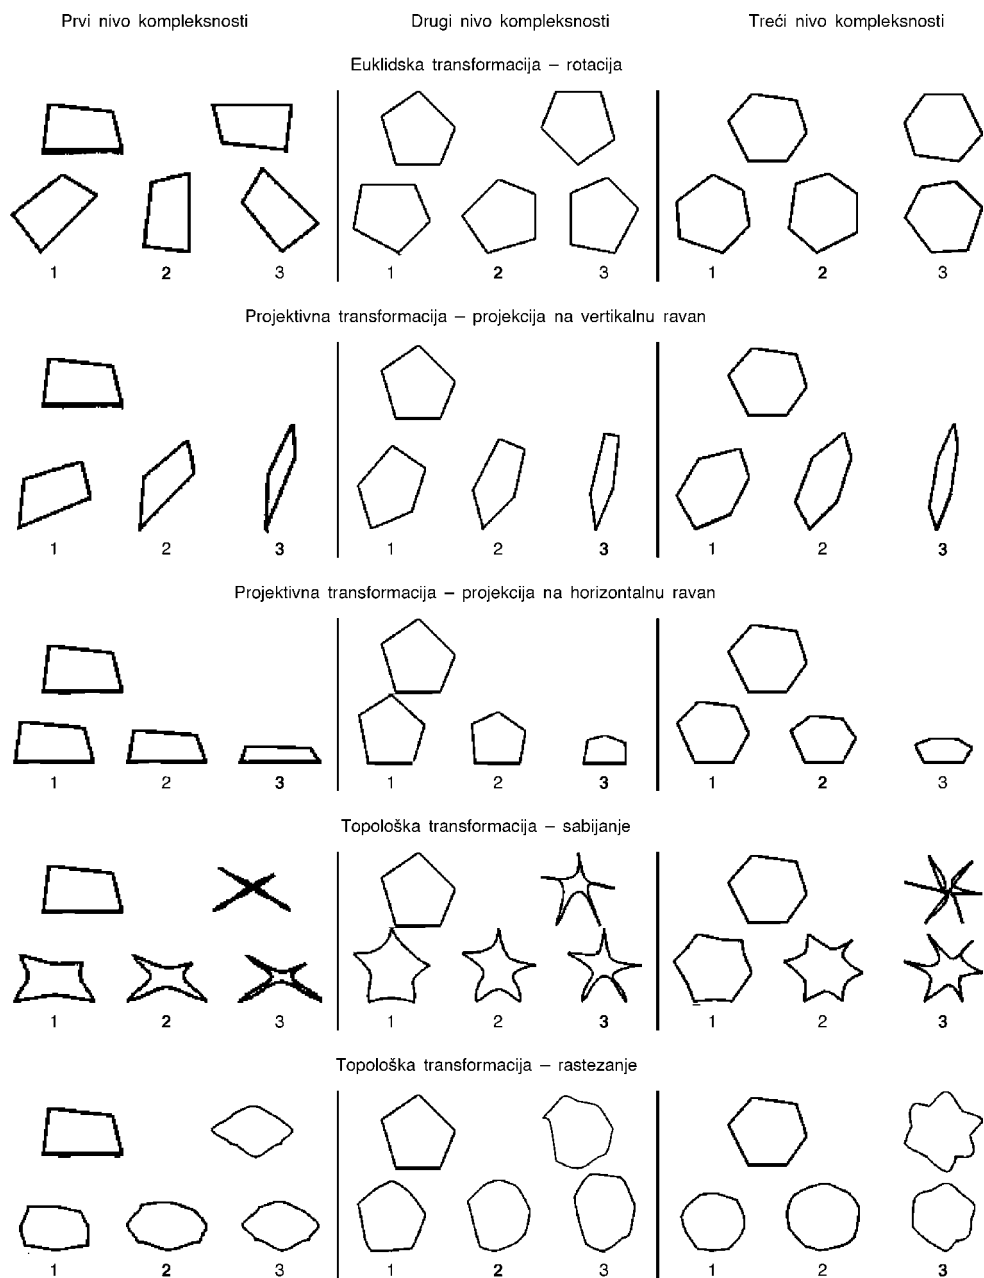 Prvi nivo kompleksnosti Drugi nivo kompleksnosti Treći nivo kompleksnosti
Euklidska transformacija – rotacija
1 2 3 1 2 3 1 2 3
Projektivna transformacija – projekcija na vertikalnu ravan
1 2 3 1 2 3 1 2 3
Projektivna transformacija – projekcija na horizontalnu ravan
1 2 3 1 2 3 1 2 3
Topološka transformacija – sabijanje
1 2 3 1 2 3 1 2 3
Topološka transformacija – rastezanje
1 2 3 1 2 3 1 2 3